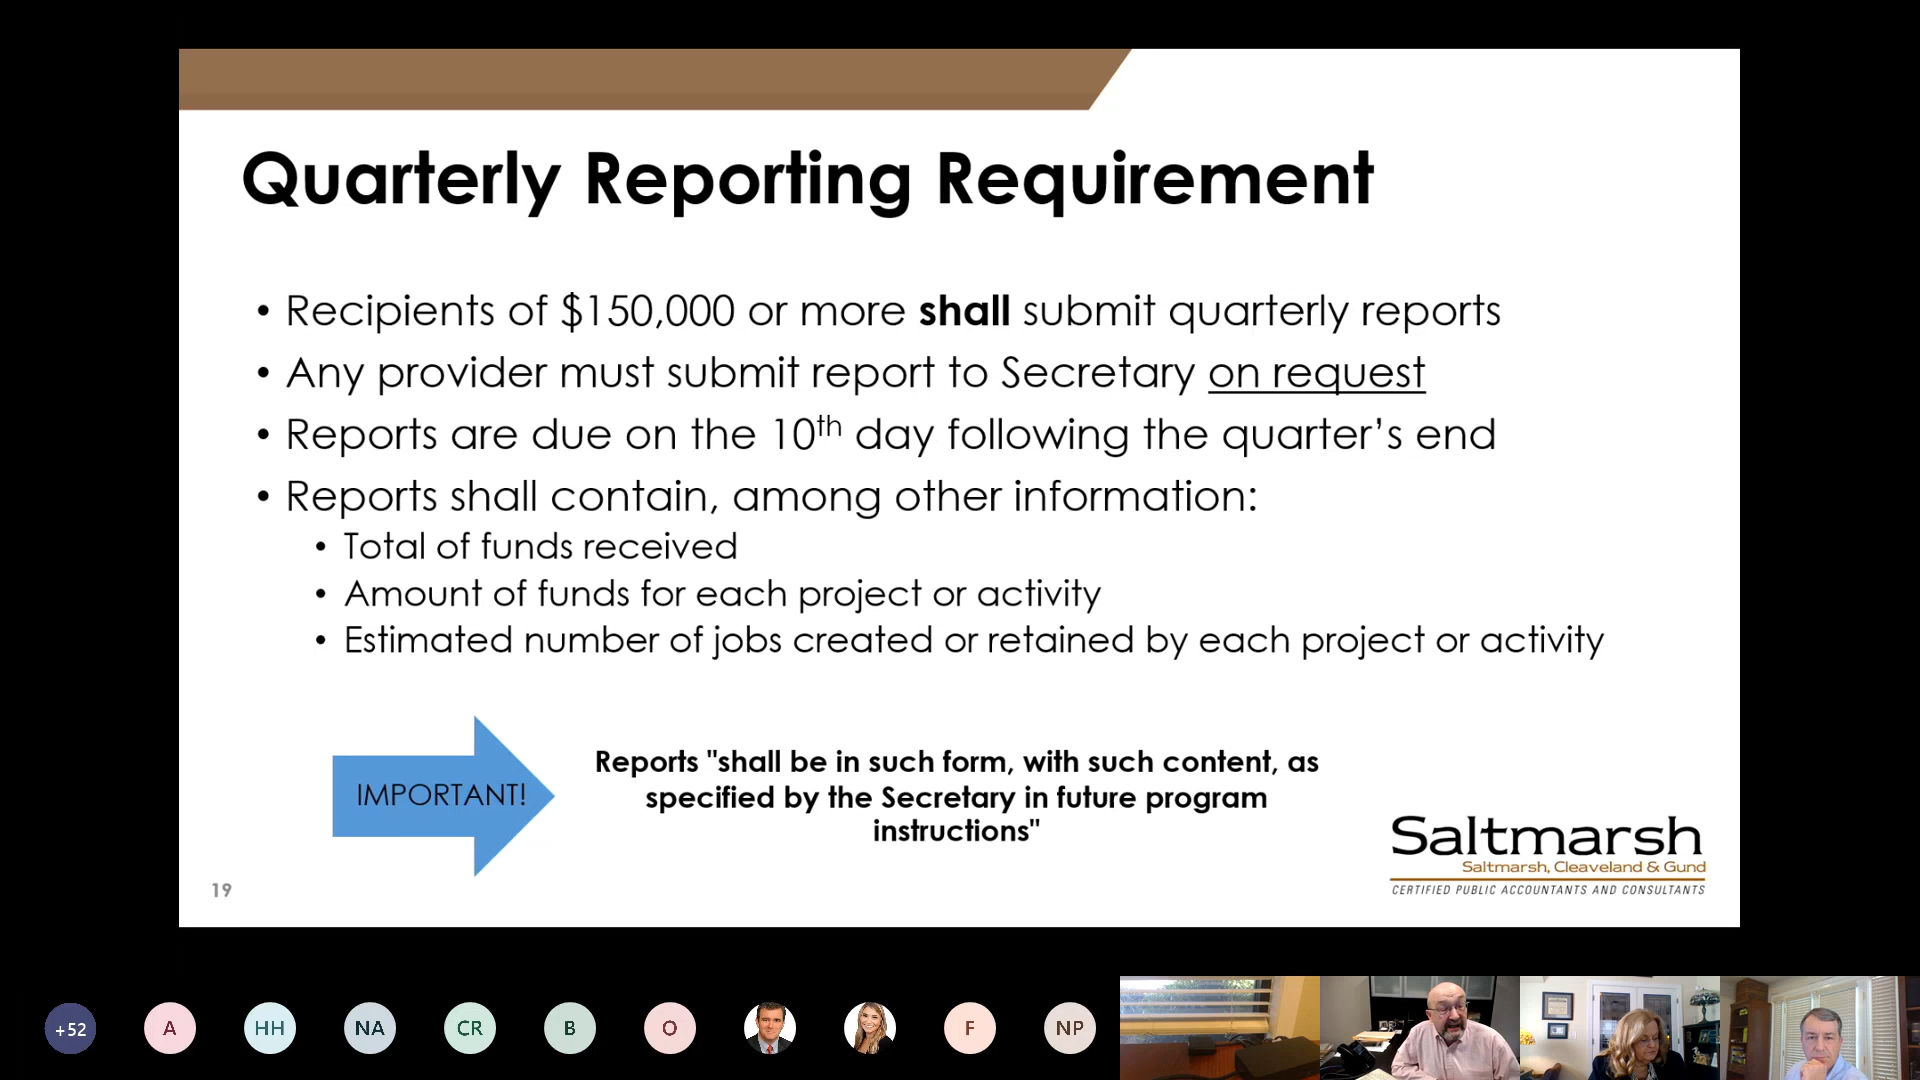 Quarterly Reporting Requirement
• Recipients of $150,000 or more shall submit quarterly reports
• Any provider must submit report to Secretary on request
• Reports are due on the 10th day following the quarter's end
• Reports shall contain, among other information:
• Total of funds received
• Amount of funds for each project or activity
• Estimated number of jobs created or retained by each project or activity
IMPORTANT!
Reports "shall be in such form, with such content, as
specified by the Secretary in future program
instructions"
Saltmarsh
Saltmarsh, Cleaveland & Gund
CERTIFIED PUBLIC ACCOUNTANTS AND CONSULTANTS
19
+52 A HH NA CR B O F NP